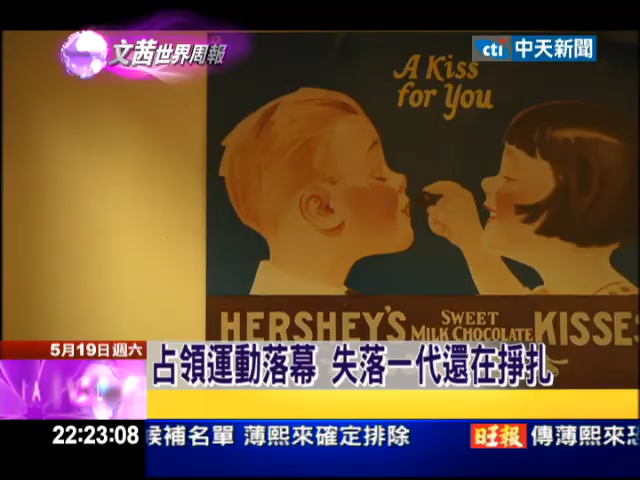 文茜世界周報
cti 中天新聞
A Kiss
for You
HERSHEY'S SWEET MILK CHOCOLATE KISSES
5月19日週六
占領運動落幕 失落一代還在掙扎
22:23:08 候補名單 薄熙來確定排除 旺報 傳薄熙來恐